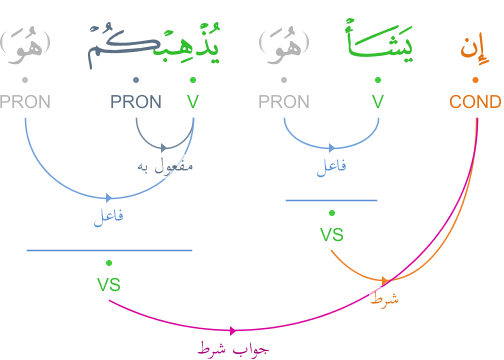 إِن يَشَأْ (هُوَ) يُذْهِبْكُمْ (هُوَ)
COND V PRON V PRON PRON
فاعل مفعول به
فاعل
VS
VS
شرط
جواب شرط